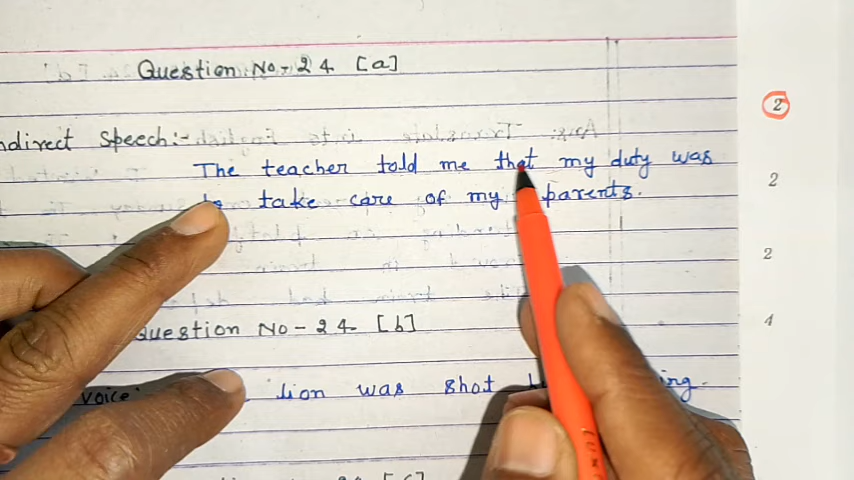 Question No - 24 [a]
ndirect Speech:-
The teacher told me that my duty was
take care of my parents.
Question No - 24 [b]
voice:
lion was shot
2
2
2
4